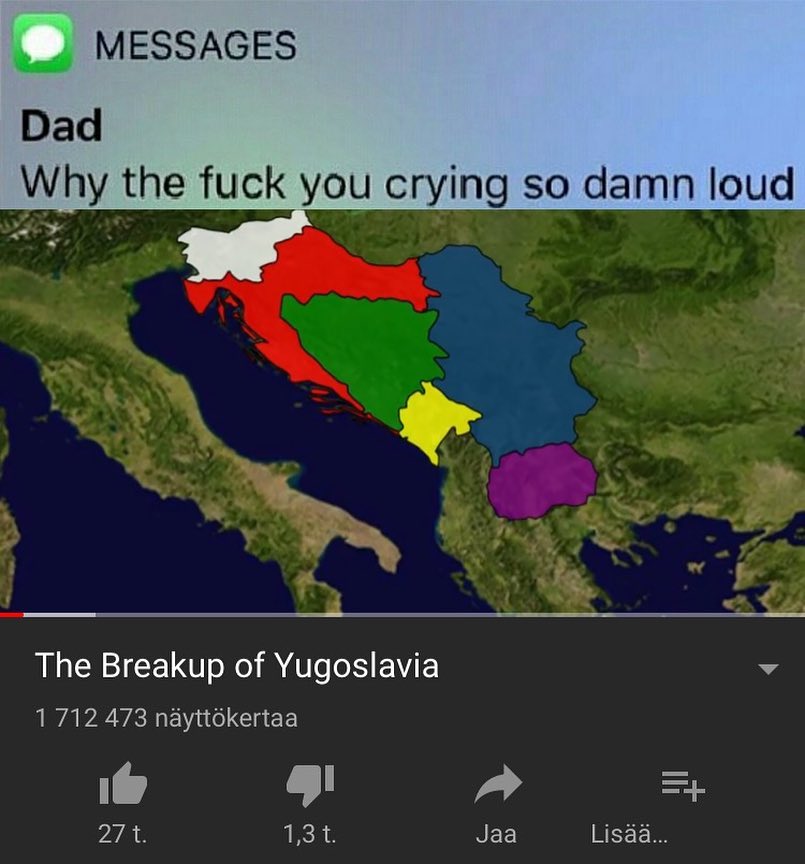 MESSAGES
Dad
Why the fuck you crying so damn loud
The Breakup of Yugoslavia
1 712 473 näyttökertaa
27 t.
1,3 t.
Jaa
Lisää...